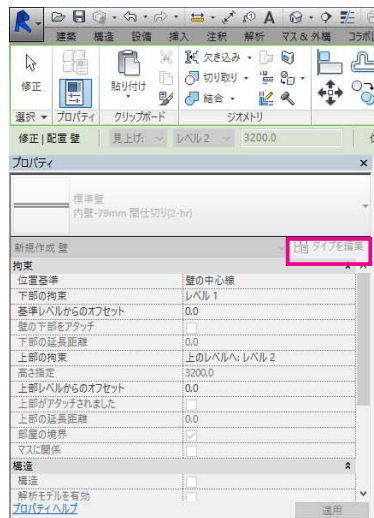 建築 構造 設備 挿入 注釈 解析 マス & 外構 コラボ
修正
貼り付け
欠き込み
切り取り
結合
選択 プロパティ クリップボード ジオメトリ
修正 | 配置 壁 見上げ: レベル 2 3200.0
プロパティ
標準壁
内壁-79mm 間仕切り(2-hr)
新規作成 壁 タイプを編集
拘束
位置基準 壁の中心線
下部の拘束 レベル 1
基準レベルからのオフセット 0.0
壁の下部をアタッチ
下部の延長距離 0.0
上部の拘束 上のレベルへ: レベル 2
高さ指定 3200.0
上部レベルからのオフセット 0.0
上部がアタッチされました
上部の延長距離 0.0
部屋の境界
マスに関係
構造
構造
解析モデルを有効
プロパティヘルプ 適用